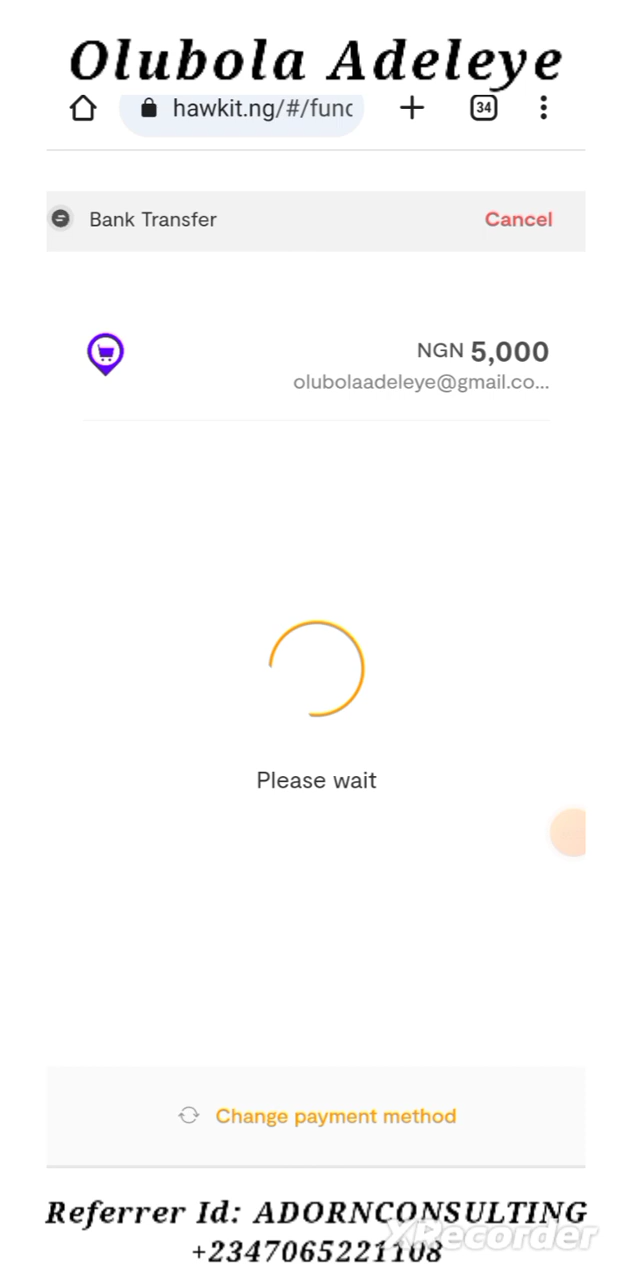 Olubola Adeleye
hawkit.ng/#/func
34
Bank Transfer
Cancel
NGN 5,000
olubolaadeleye@gmail.co...
Please wait
Change payment method
Referrer Id: ADORNCONSULTING
XRecorder
+2347065221108